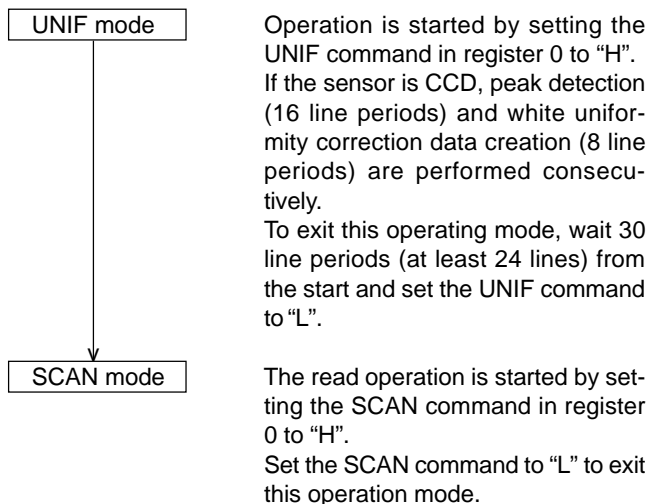 UNIF mode
Operation is started by setting the
UNIF command in register 0 to “H”.
If the sensor is CCD, peak detection
(16 line periods) and white unifor-
mity correction data creation (8 line
periods) are performed consecu-
tively.
To exit this operating mode, wait 30
line periods (at least 24 lines) from
the start and set the UNIF command
to “L”.
SCAN mode
The read operation is started by set-
ting the SCAN command in register
0 to “H”.
Set the SCAN command to “L” to exit
this operation mode.